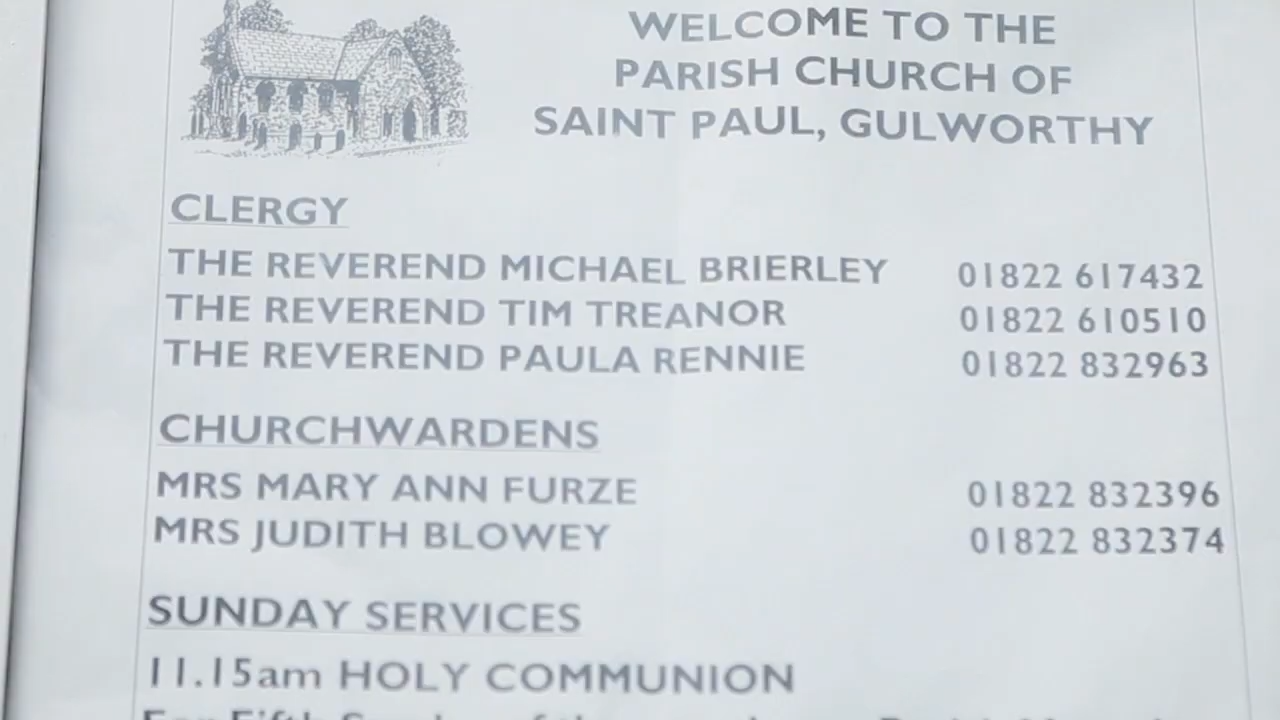 WELCOME TO THE
PARISH CHURCH OF
SAINT PAUL, GULWORTHY
CLERGY
THE REVEREND MICHAEL BRIERLEY 01822 617432
THE REVEREND TIM TREANOR 01822 610510
THE REVEREND PAULA RENNIE 01822 832963
CHURCHWARDENS
MRS MARY ANN FURZE 01822 832396
MRS JUDITH BLOWEY 01822 832374
SUNDAY SERVICES
11.15am HOLY COMMUNION
For Fifth